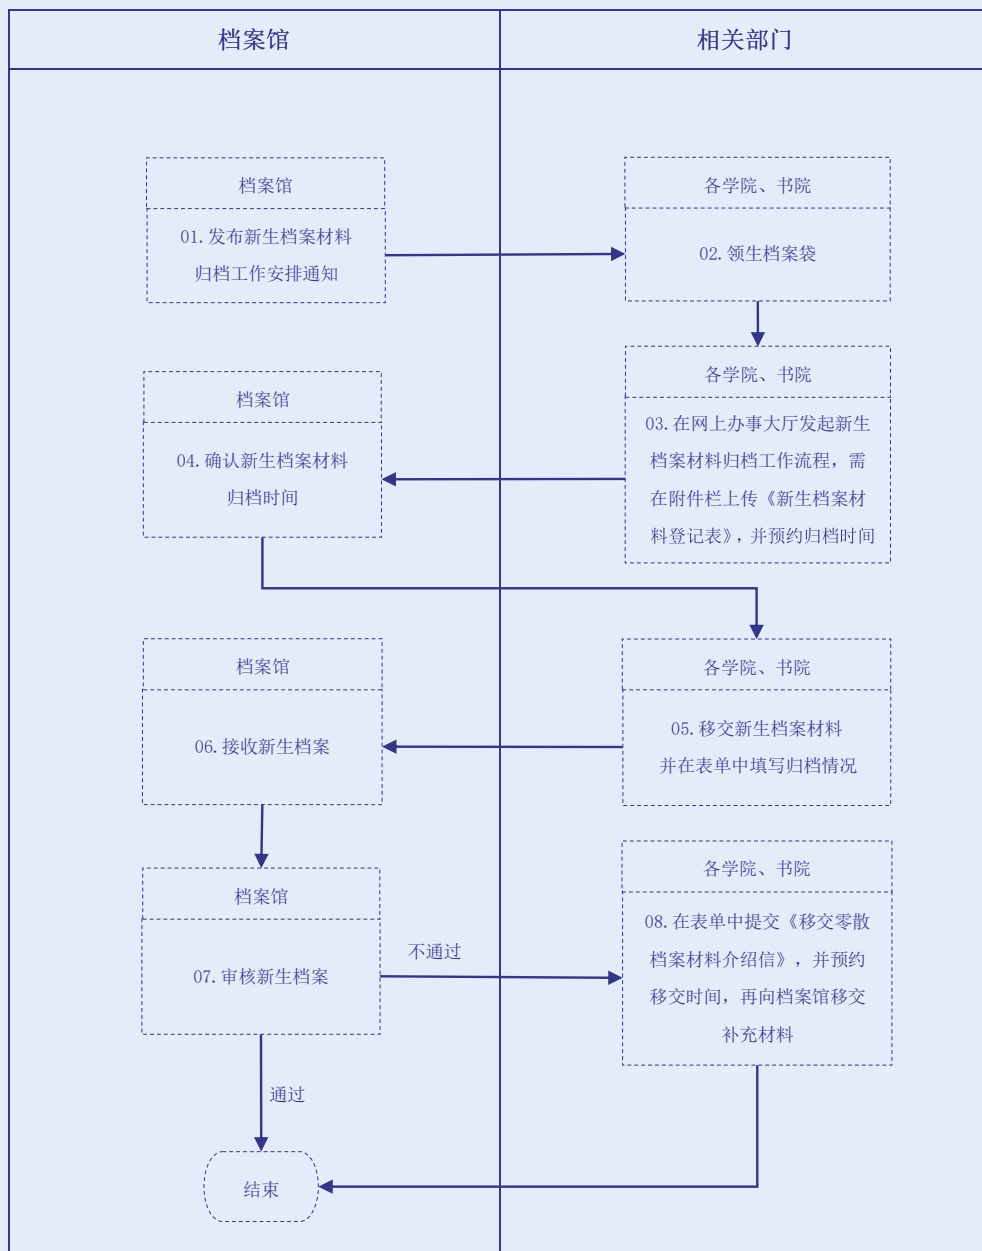 档案馆
相关部门
档案馆
01. 发布新生档案材料
归档工作安排通知
各学院、书院
02. 领生档案袋
各学院、书院
03. 在网上办事大厅发起新生
档案材料归档工作流程，需
在附件栏上传《新生档案材
料登记表》，并预约归档时间
档案馆
04. 确认新生档案材料
归档时间
各学院、书院
05. 移交新生档案材料
并在表单中填写归档情况
档案馆
06. 接收新生档案
档案馆
07. 审核新生档案
不通过
各学院、书院
08. 在表单中提交《移交零散
档案材料介绍信》，并预约
移交时间，再向档案馆移交
补充材料
通过
结束